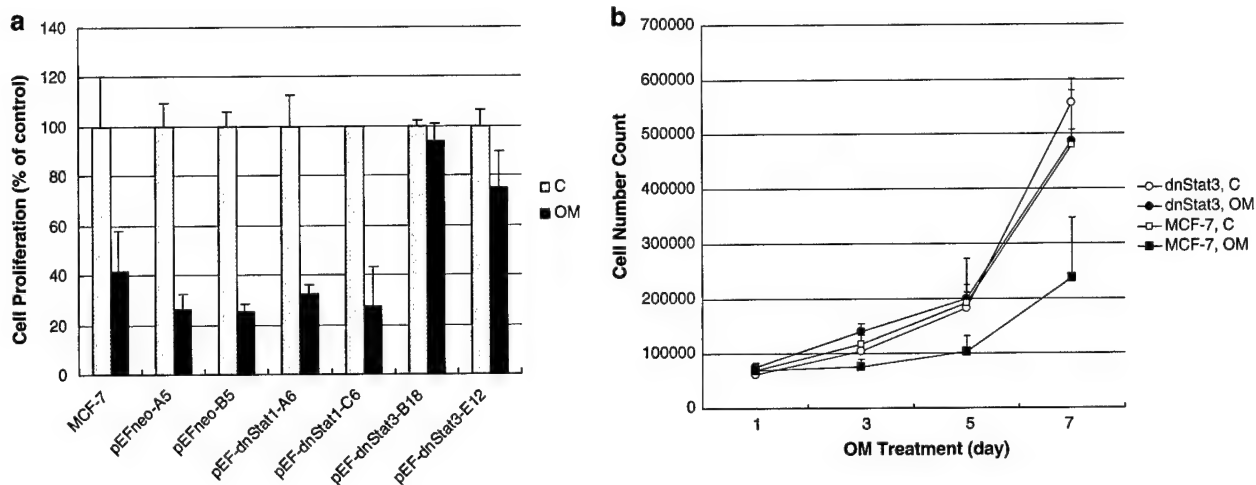 a
Cell Proliferation (% of control)
140
120
100
80
60
40
20
0
MCF-7
pEFneo-A5
pEFneo-B5
pEF-dnStat1-A6
pEF-dnStat1-C6
pEF-dnStat3-B18
pEF-dnStat3-E12
C
OM
b
Cell Number Count
700000
600000
500000
400000
300000
200000
100000
0
1
3
5
7
OM Treatment (day)
dnStat3, C
dnStat3, OM
MCF-7, C
MCF-7, OM